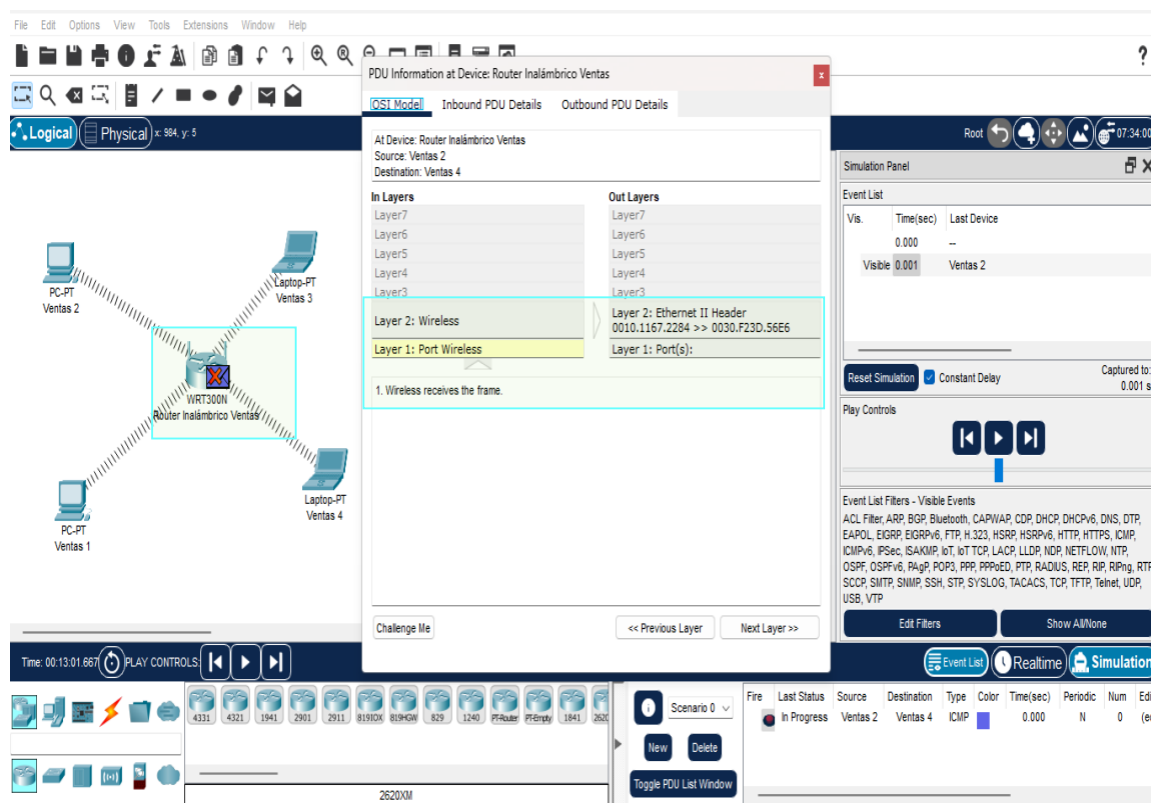 File Edit Options View Tools Extensions Window Help
?
PDU Information at Device: Router Inalámbrico Ventas
x
OSI Model Inbound PDU Details Outbound PDU Details
Logical Physical x: 984, y: 5
Root 07:34:00
At Device: Router Inalámbrico Ventas
Source: Ventas 2
Destination: Ventas 4
In Layers Out Layers
Layer7 Layer7
Layer6 Layer6
Layer5 Layer5
Layer4 Layer4
Layer3 Layer3
Layer 2: Wireless
Layer 2: Ethernet II Header
0010.1167.2284 >> 0030.F23D.56E6
Layer 1: Port Wireless Layer 1: Port(s):
1. Wireless receives the frame.
Challenge Me << Previous Layer Next Layer >>
PC-PT
Ventas 2
Laptop-PT
Ventas 3
WRT300N
Router Inalámbrico Ventas
PC-PT
Ventas 1
Laptop-PT
Ventas 4
Simulation Panel
Event List
Vis. Time(sec) Last Device
0.000 --
Visible 0.001 Ventas 2
Reset Simulation Constant Delay Captured to:
0.001 s
Play Controls
Event List Filters - Visible Events
ACL Filter, ARP, BGP, Bluetooth, CAPWAP, CDP, DHCP, DHCPv6, DNS, DTP,
EAPOL, EIGRP, EIGRPv6, FTP, H.323, HSRP, HSRPv6, HTTP, HTTPS, ICMP,
ICMPv6, IPSec, ISAKMP, IoT, IoT TCP, LACP, LLDP, NDP, NETFLOW, NTP,
OSPF, OSPFv6, PAgP, POP3, PPP, PPPoED, PTP, RADIUS, REP, RIP, RIPng, RTP
SCCP, SMTP, SNMP, SSH, STP, SYSLOG, TACACS, TCP, TFTP, Telnet, UDP,
USB, VTP
Edit Filters Show All/None
Time: 00:13:01.667 PLAY CONTROLS:
Event List Realtime Simulation
4331 4321 1941 2901 2911 819IOX 819HGW 829 1240 PT-Router PT-Empty 1841 262
2620XM
Scenario 0
New Delete
Toggle PDU List Window
Fire Last Status Source Destination Type Color Time(sec) Periodic Num Edi
In Progress Ventas 2 Ventas 4 ICMP 0.000 N 0 (e